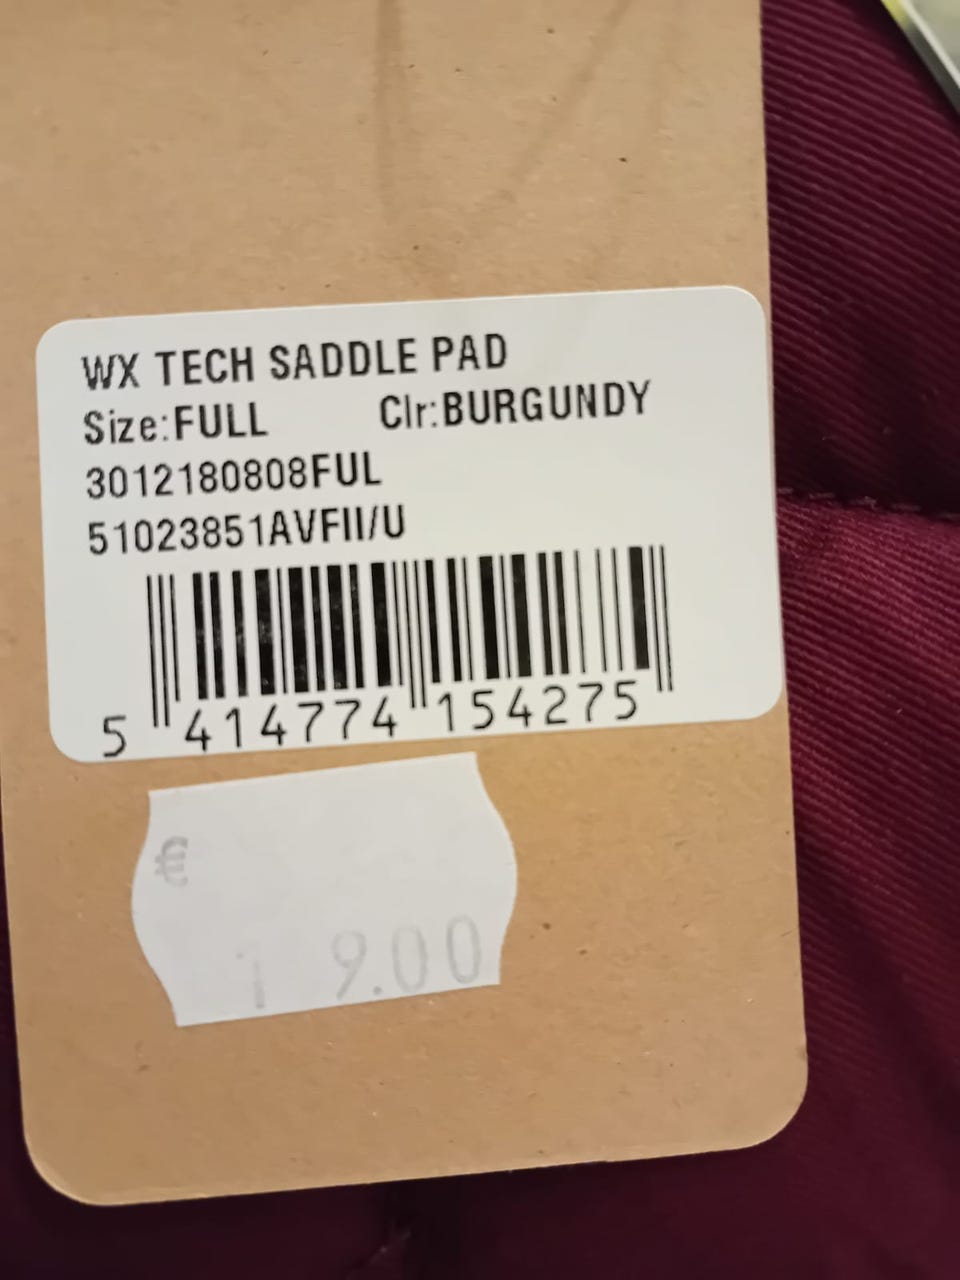 WX TECH SADDLE PAD
Size:FULL Clr:BURGUNDY
3012180808FUL
51023851AVFII/U
5 414774 154275
€
1 9.00